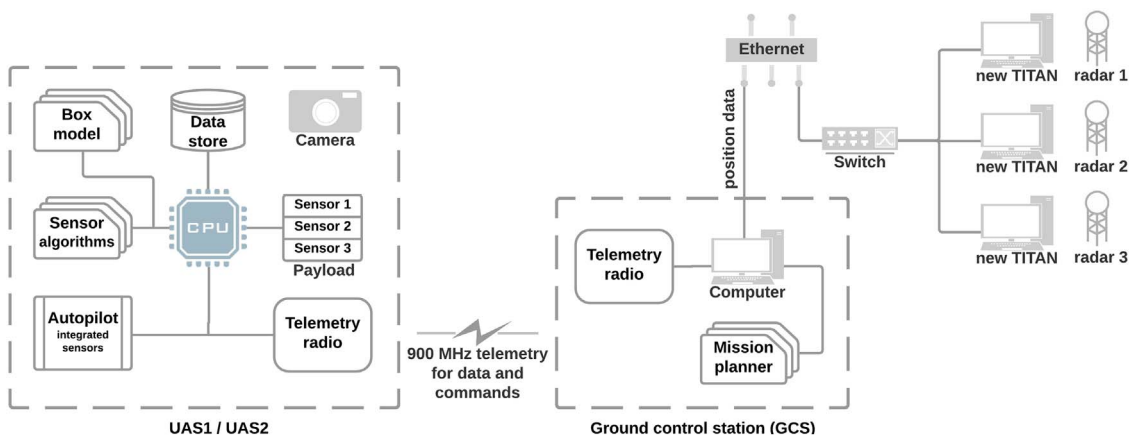 Box
model
Data
store
Camera
CPU
Sensor
algorithms
Sensor 1
Sensor 2
Sensor 3
Payload
Autopilot
integrated
sensors
Telemetry
radio
UAS1 / UAS2
900 MHz telemetry
for data and
commands
Telemetry
radio
Computer
Mission
planner
Ground control station (GCS)
position data
Ethernet
Switch
new TITAN
radar 1
new TITAN
radar 2
new TITAN
radar 3